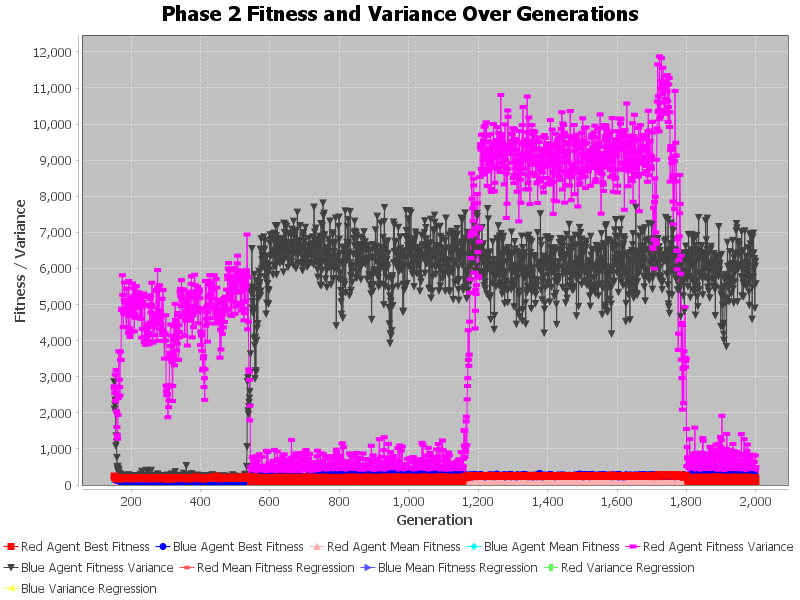 Phase 2 Fitness and Variance Over Generations
12,000
11,000
10,000
9,000
8,000
7,000
6,000
5,000
4,000
3,000
2,000
1,000
0
Fitness / Variance
200 400 600 800 1,000 1,200 1,400 1,600 1,800 2,000
Generation
Red Agent Best Fitness Blue Agent Best Fitness Red Agent Mean Fitness Blue Agent Mean Fitness Red Agent Fitness Variance
Blue Agent Fitness Variance Red Mean Fitness Regression Blue Mean Fitness Regression Red Variance Regression
Blue Variance Regression